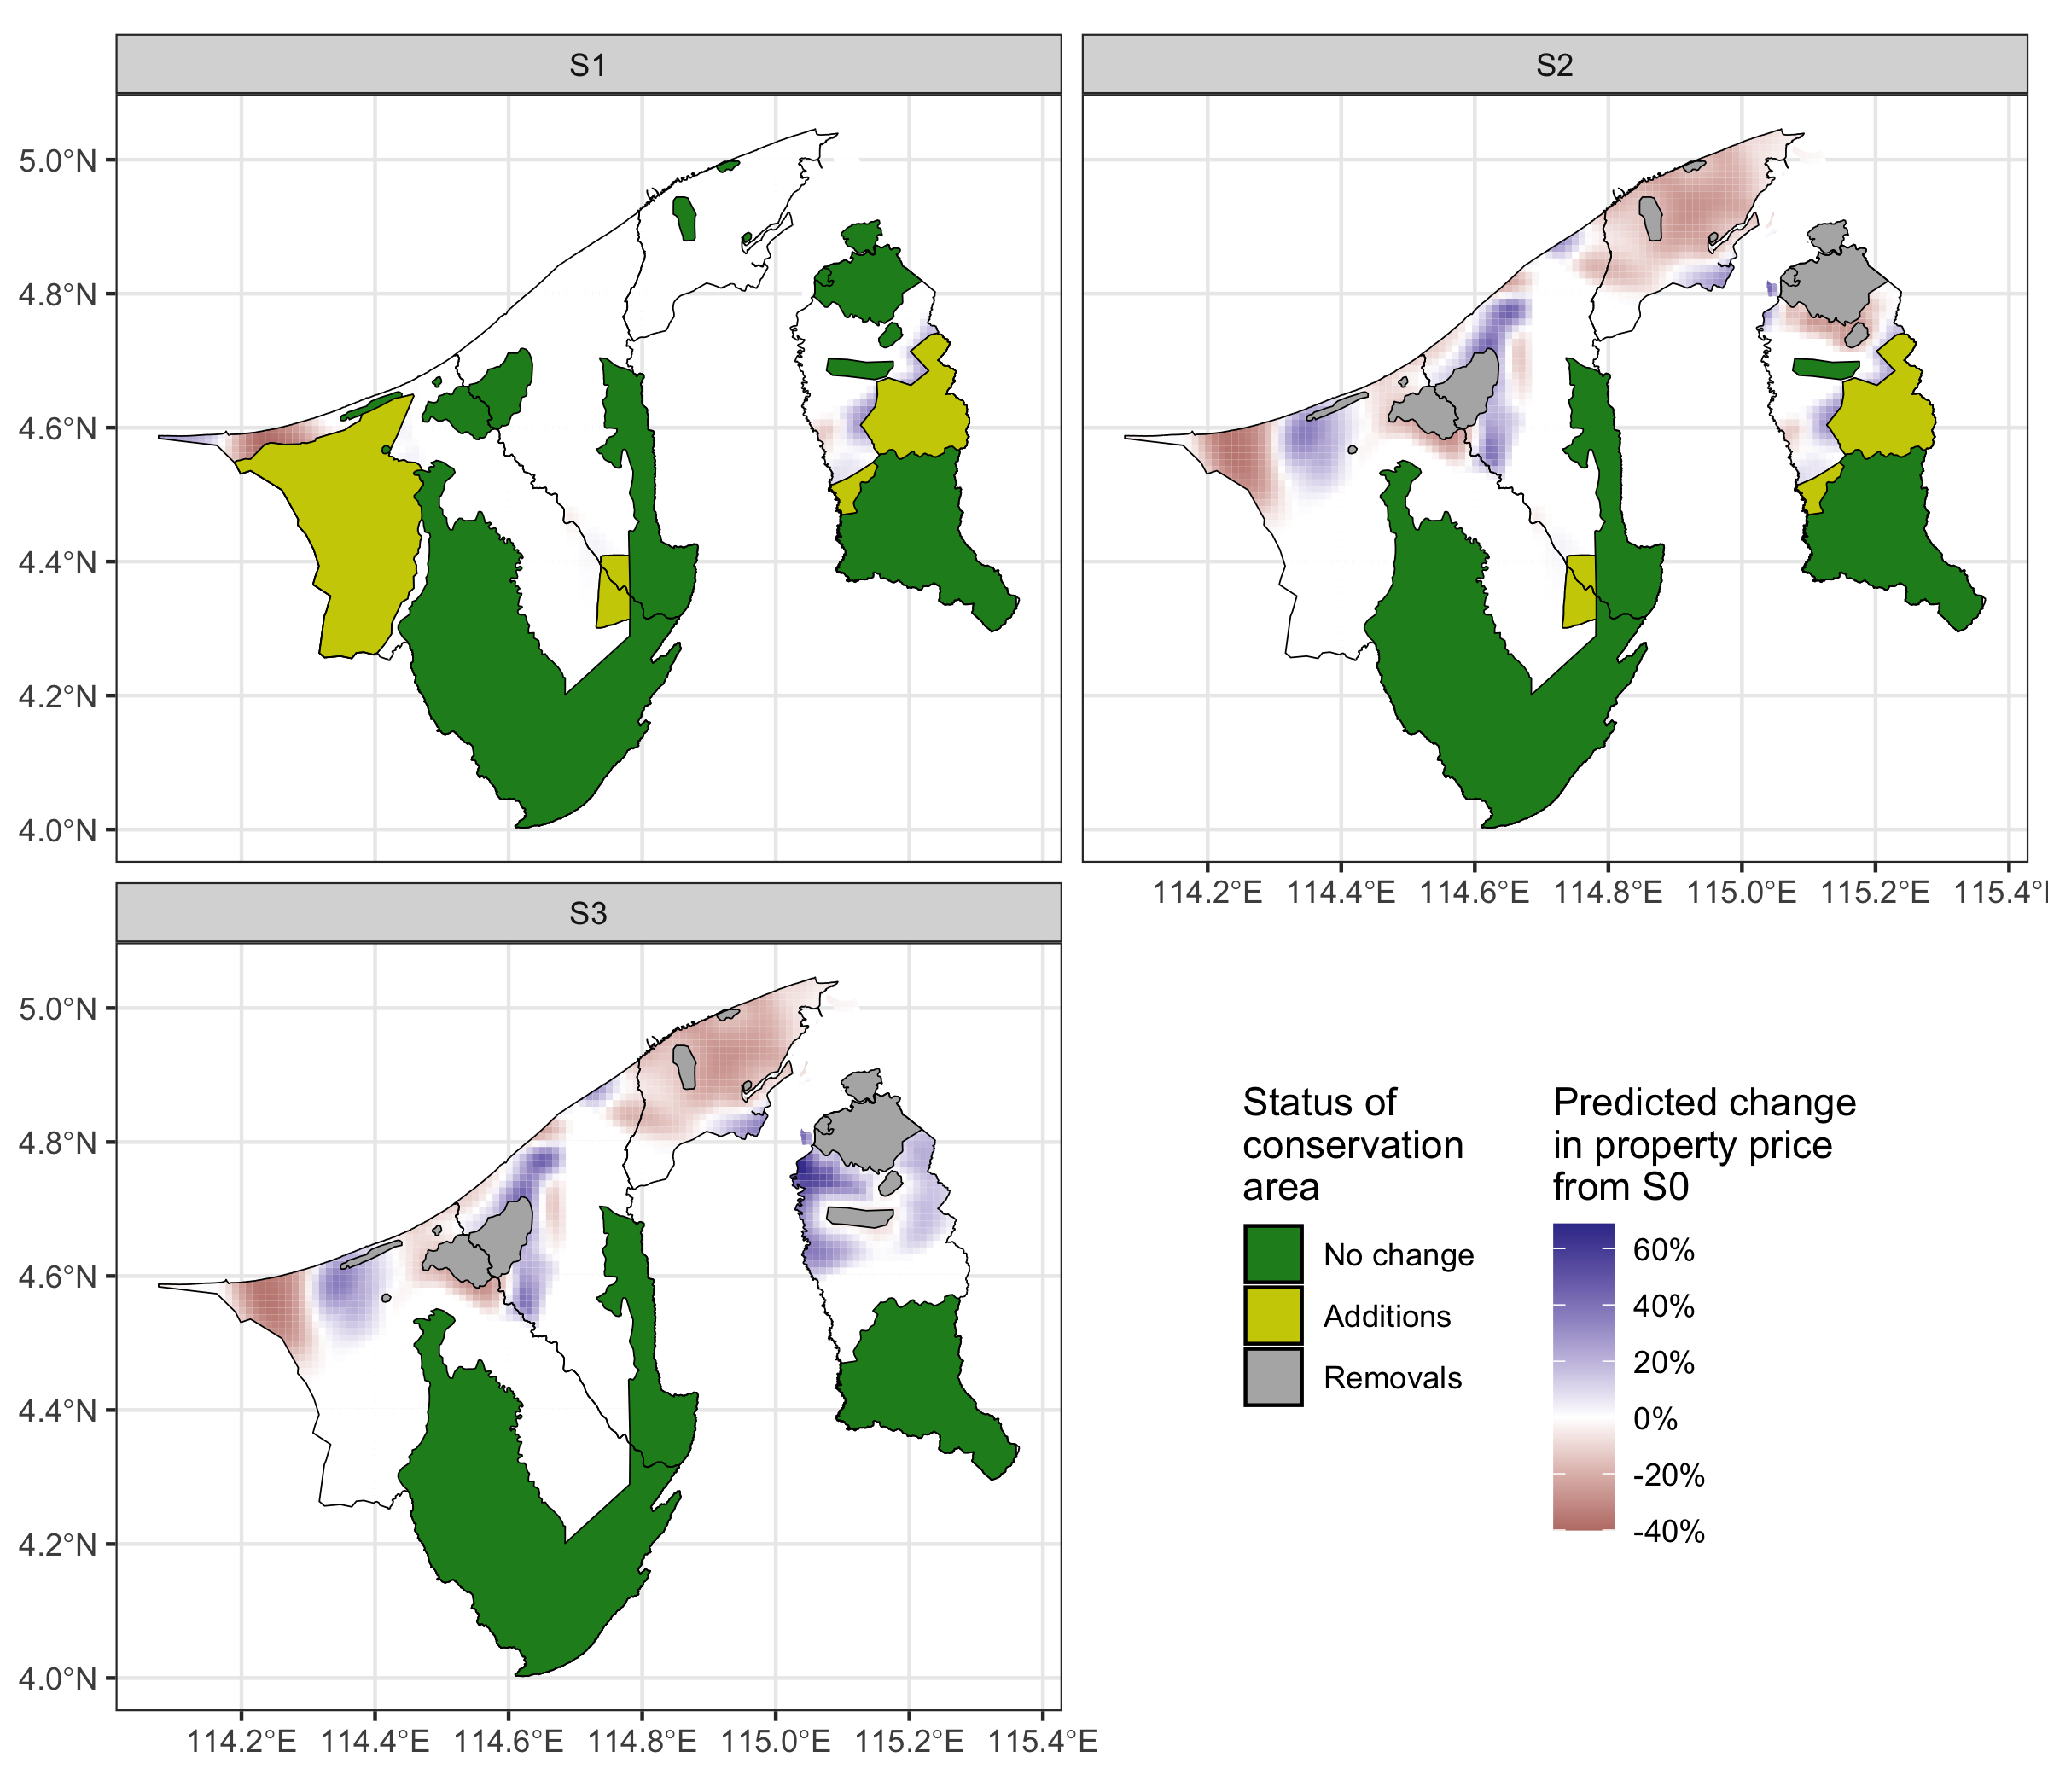 S1
S2
5.0°N
4.8°N
4.6°N
4.4°N
4.2°N
4.0°N
114.2°E 114.4°E 114.6°E 114.8°E 115.0°E 115.2°E 115.4°
S3
5.0°N
4.8°N
4.6°N
4.4°N
4.2°N
4.0°N
114.2°E 114.4°E 114.6°E 114.8°E 115.0°E 115.2°E 115.4°E
Status of
conservation
area
No change
Additions
Removals
Predicted change
in property price
from S0
60%
40%
20%
0%
-20%
-40%